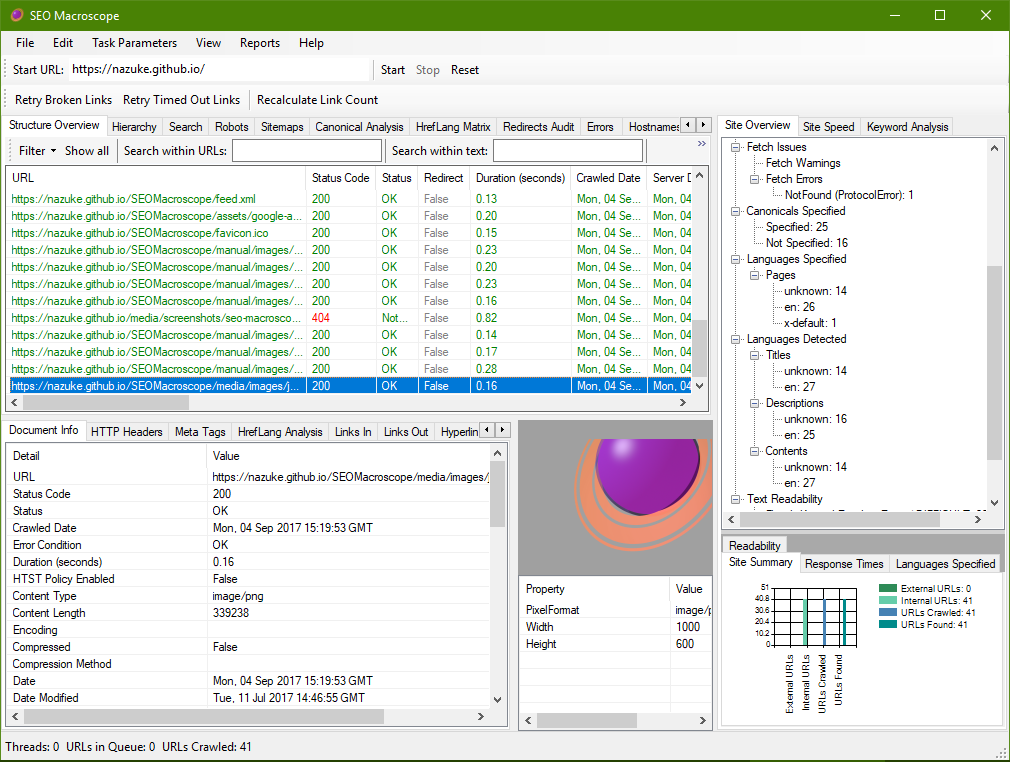 SEO Macroscope
File Edit Task Parameters View Reports Help
Start URL: https://nazuke.github.io/ Start Stop Reset
Retry Broken Links Retry Timed Out Links Recalculate Link Count
Structure Overview Hierarchy Search Robots Sitemaps Canonical Analysis HrefLang Matrix Redirects Audit Errors Hostnames
Filter Show all Search within URLs: Search within text: »
URL Status Code Status Redirect Duration (seconds) Crawled Date Server D
https://nazuke.github.io/SEOMacroscope/feed.xml 200 OK False 0.13 Mon, 04 Se... Mon, 04
https://nazuke.github.io/SEOMacroscope/assets/google-a... 200 OK False 0.20 Mon, 04 Se... Mon, 04
https://nazuke.github.io/SEOMacroscope/favicon.ico 200 OK False 0.15 Mon, 04 Se... Mon, 04
https://nazuke.github.io/SEOMacroscope/manual/images/... 200 OK False 0.23 Mon, 04 Se... Mon, 04
https://nazuke.github.io/SEOMacroscope/manual/images/... 200 OK False 0.20 Mon, 04 Se... Mon, 04
https://nazuke.github.io/SEOMacroscope/manual/images/... 200 OK False 0.23 Mon, 04 Se... Mon, 04
https://nazuke.github.io/SEOMacroscope/manual/images/... 200 OK False 0.16 Mon, 04 Se... Mon, 04
https://nazuke.github.io/media/screenshots/seo-macrosco... 404 Not... False 0.82 Mon, 04 Se... Mon, 04
https://nazuke.github.io/SEOMacroscope/manual/images/... 200 OK False 0.14 Mon, 04 Se... Mon, 04
https://nazuke.github.io/SEOMacroscope/manual/images/... 200 OK False 0.17 Mon, 04 Se... Mon, 04
https://nazuke.github.io/SEOMacroscope/manual/images/... 200 OK False 0.28 Mon, 04 Se... Mon, 04
https://nazuke.github.io/SEOMacroscope/media/images/j... 200 OK False 0.16 Mon, 04 Se... Mon, 04
Document Info HTTP Headers Meta Tags HrefLang Analysis Links In Links Out Hyperlin
Detail Value
URL https://nazuke.github.io/SEOMacroscope/media/images/j
Status Code 200
Status OK
Crawled Date Mon, 04 Sep 2017 15:19:53 GMT
Error Condition OK
Duration (seconds) 0.16
HTST Policy Enabled False
Content Type image/png
Content Length 339238
Encoding
Compressed False
Compression Method
Date Mon, 04 Sep 2017 15:19:53 GMT
Date Modified Tue, 11 Jul 2017 14:46:55 GMT
Property Value
PixelFormat image/p
Width 1000
Height 600
Site Overview Site Speed Keyword Analysis
Fetch Issues
Fetch Warnings
Fetch Errors
NotFound (ProtocolError): 1
Canonicals Specified
Specified: 25
Not Specified: 16
Languages Specified
Pages
unknown: 14
en: 26
x-default: 1
Languages Detected
Titles
unknown: 14
en: 27
Descriptions
unknown: 16
en: 25
Contents
unknown: 14
en: 27
Text Readability
Readability
Site Summary Response Times Languages Specified
51
40.8
30.6
20.4
10.2
0
External URLs
Internal URLs
URLs Crawled
URLs Found
External URLs: 0
Internal URLs: 41
URLs Crawled: 41
URLs Found: 41
Threads: 0 URLs in Queue: 0 URLs Crawled: 41